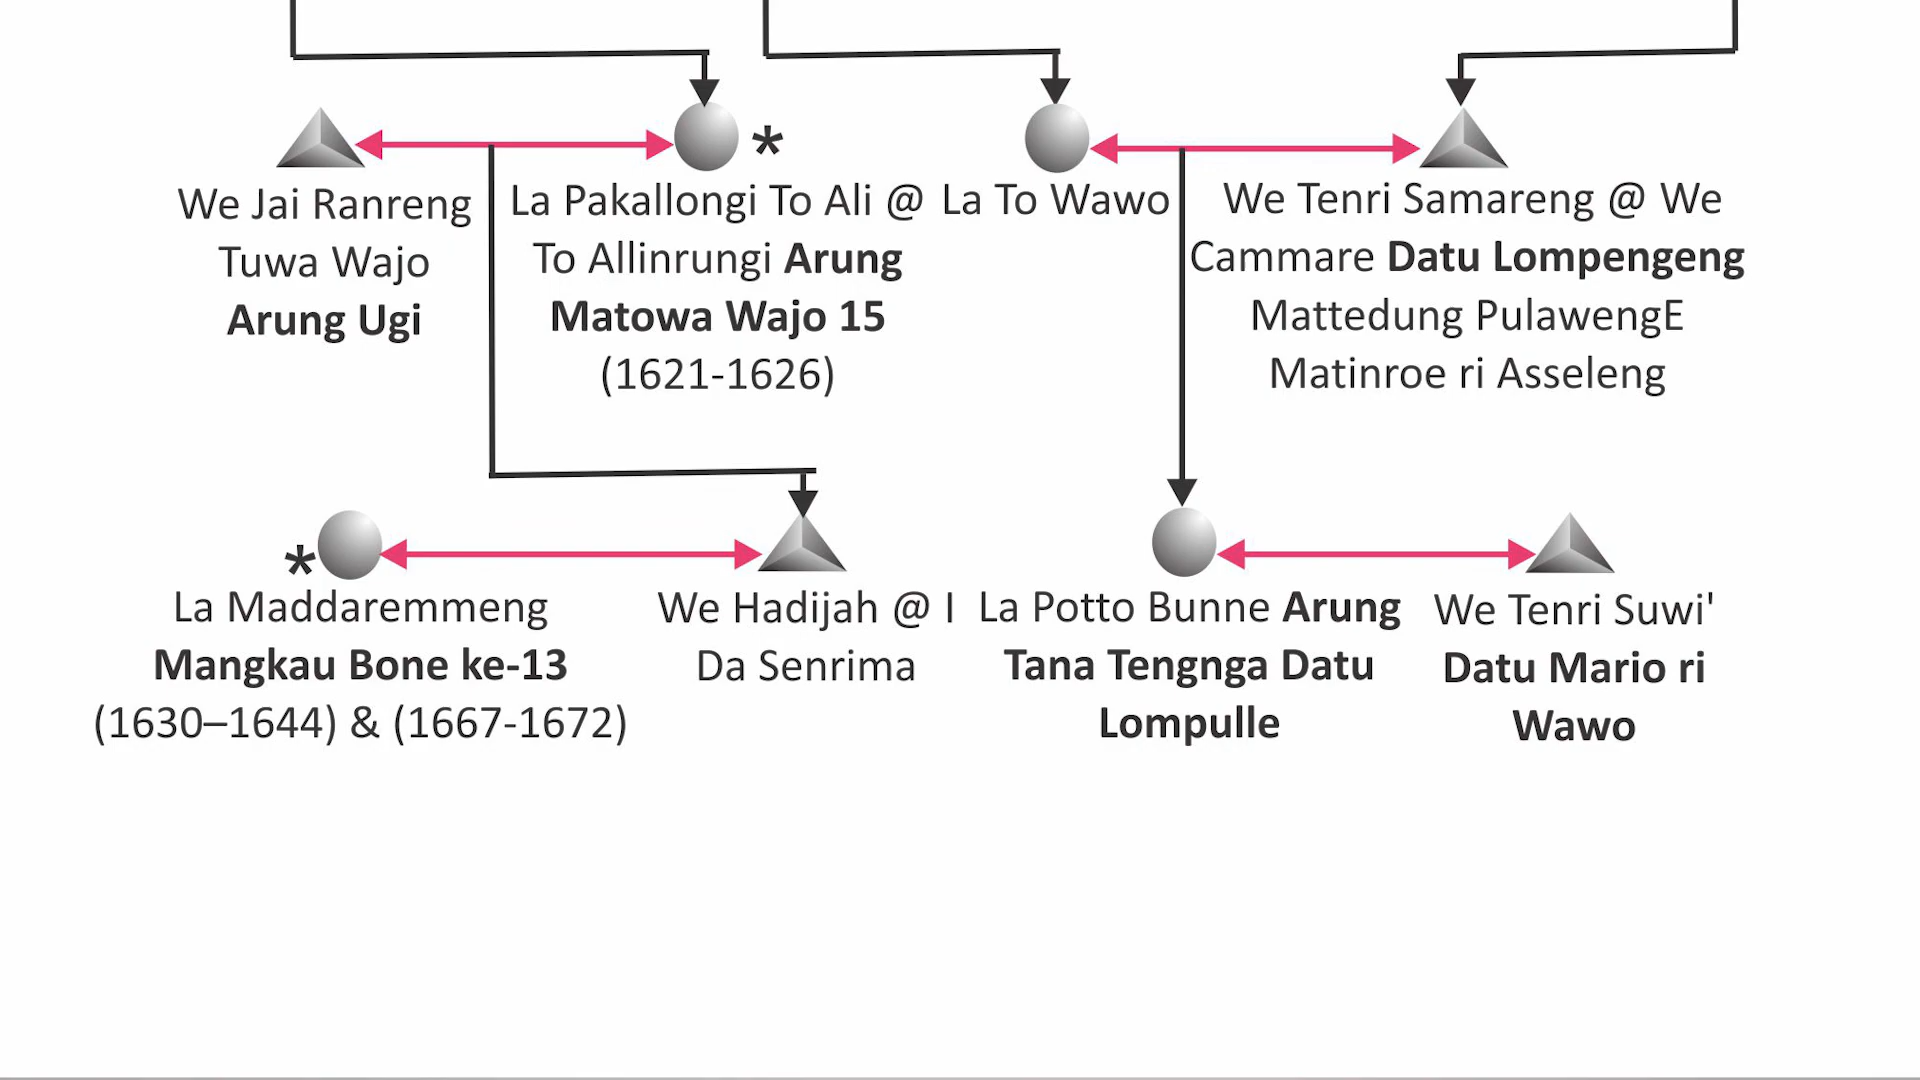 *
We Jai Ranreng
Tuwa Wajo
Arung Ugi
La Pakallongi To Ali @
To Allinrungi Arung
Matowa Wajo 15
(1621-1626)
La To Wawo
We Tenri Samareng @ We
Cammare Datu Lompengeng
Mattedung PulawengE
Matinroe ri Asseleng
*
La Maddaremmeng
Mangkau Bone ke-13
(1630–1644) & (1667-1672)
We Hadijah @ I
Da Senrima
La Potto Bunne Arung
Tana Tengnga Datu
Lompulle
We Tenri Suwi'
Datu Mario ri
Wawo